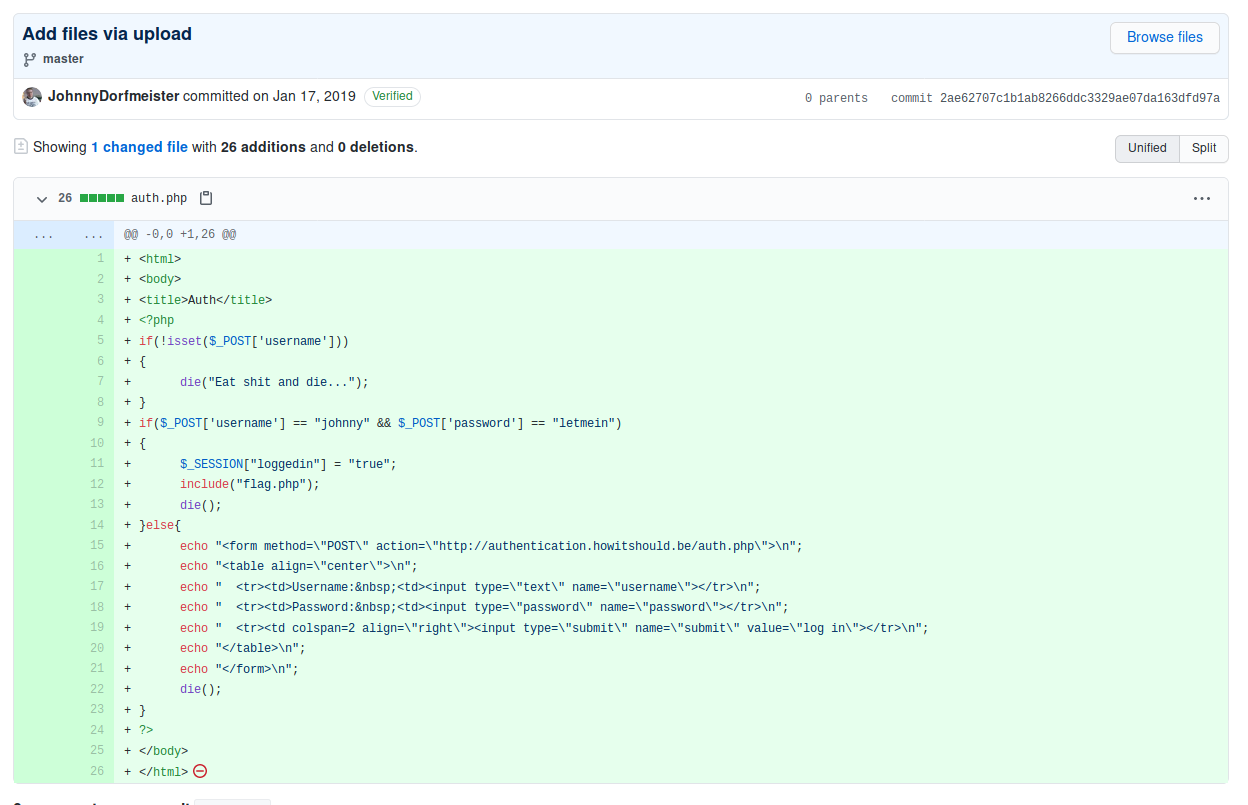 Add files via upload
Browse files
master
JohnnyDorfmeister committed on Jan 17, 2019 Verified
0 parents commit 2ae62707c1b1ab8266ddc3329ae07da163dfd97a
Showing 1 changed file with 26 additions and 0 deletions.
Unified Split
26 auth.php
... ... @@ -0,0 +1,26 @@
1 + <html>
2 + <body>
3 + <title>Auth</title>
4 + <?php
5 + if(!isset($_POST['username']))
6 + {
7 + die("Eat shit and die...");
8 + }
9 + if($_POST['username'] == "johnny" && $_POST['password'] == "letmein")
10 + {
11 + $_SESSION["loggedin"] = "true";
12 + include("flag.php");
13 + die();
14 + }else{
15 + echo "<form method=\"POST\" action=\"http://authentication.howitshould.be/auth.php\">\n";
16 + echo "<table align=\"center\">\n";
17 + echo "  <tr><td>Username:&nbsp;<td><input type=\"text\" name=\"username\"></tr>\n";
18 + echo "  <tr><td>Password:&nbsp;<td><input type=\"password\" name=\"password\"></tr>\n";
19 + echo "  <tr><td colspan=2 align=\"right\"><input type=\"submit\" name=\"submit\" value=\"log in\"></tr>\n";
20 + echo "</table>\n";
21 + echo "</form>\n";
22 + die();
23 + }
24 + ?>
25 + </body>
26 + </html>